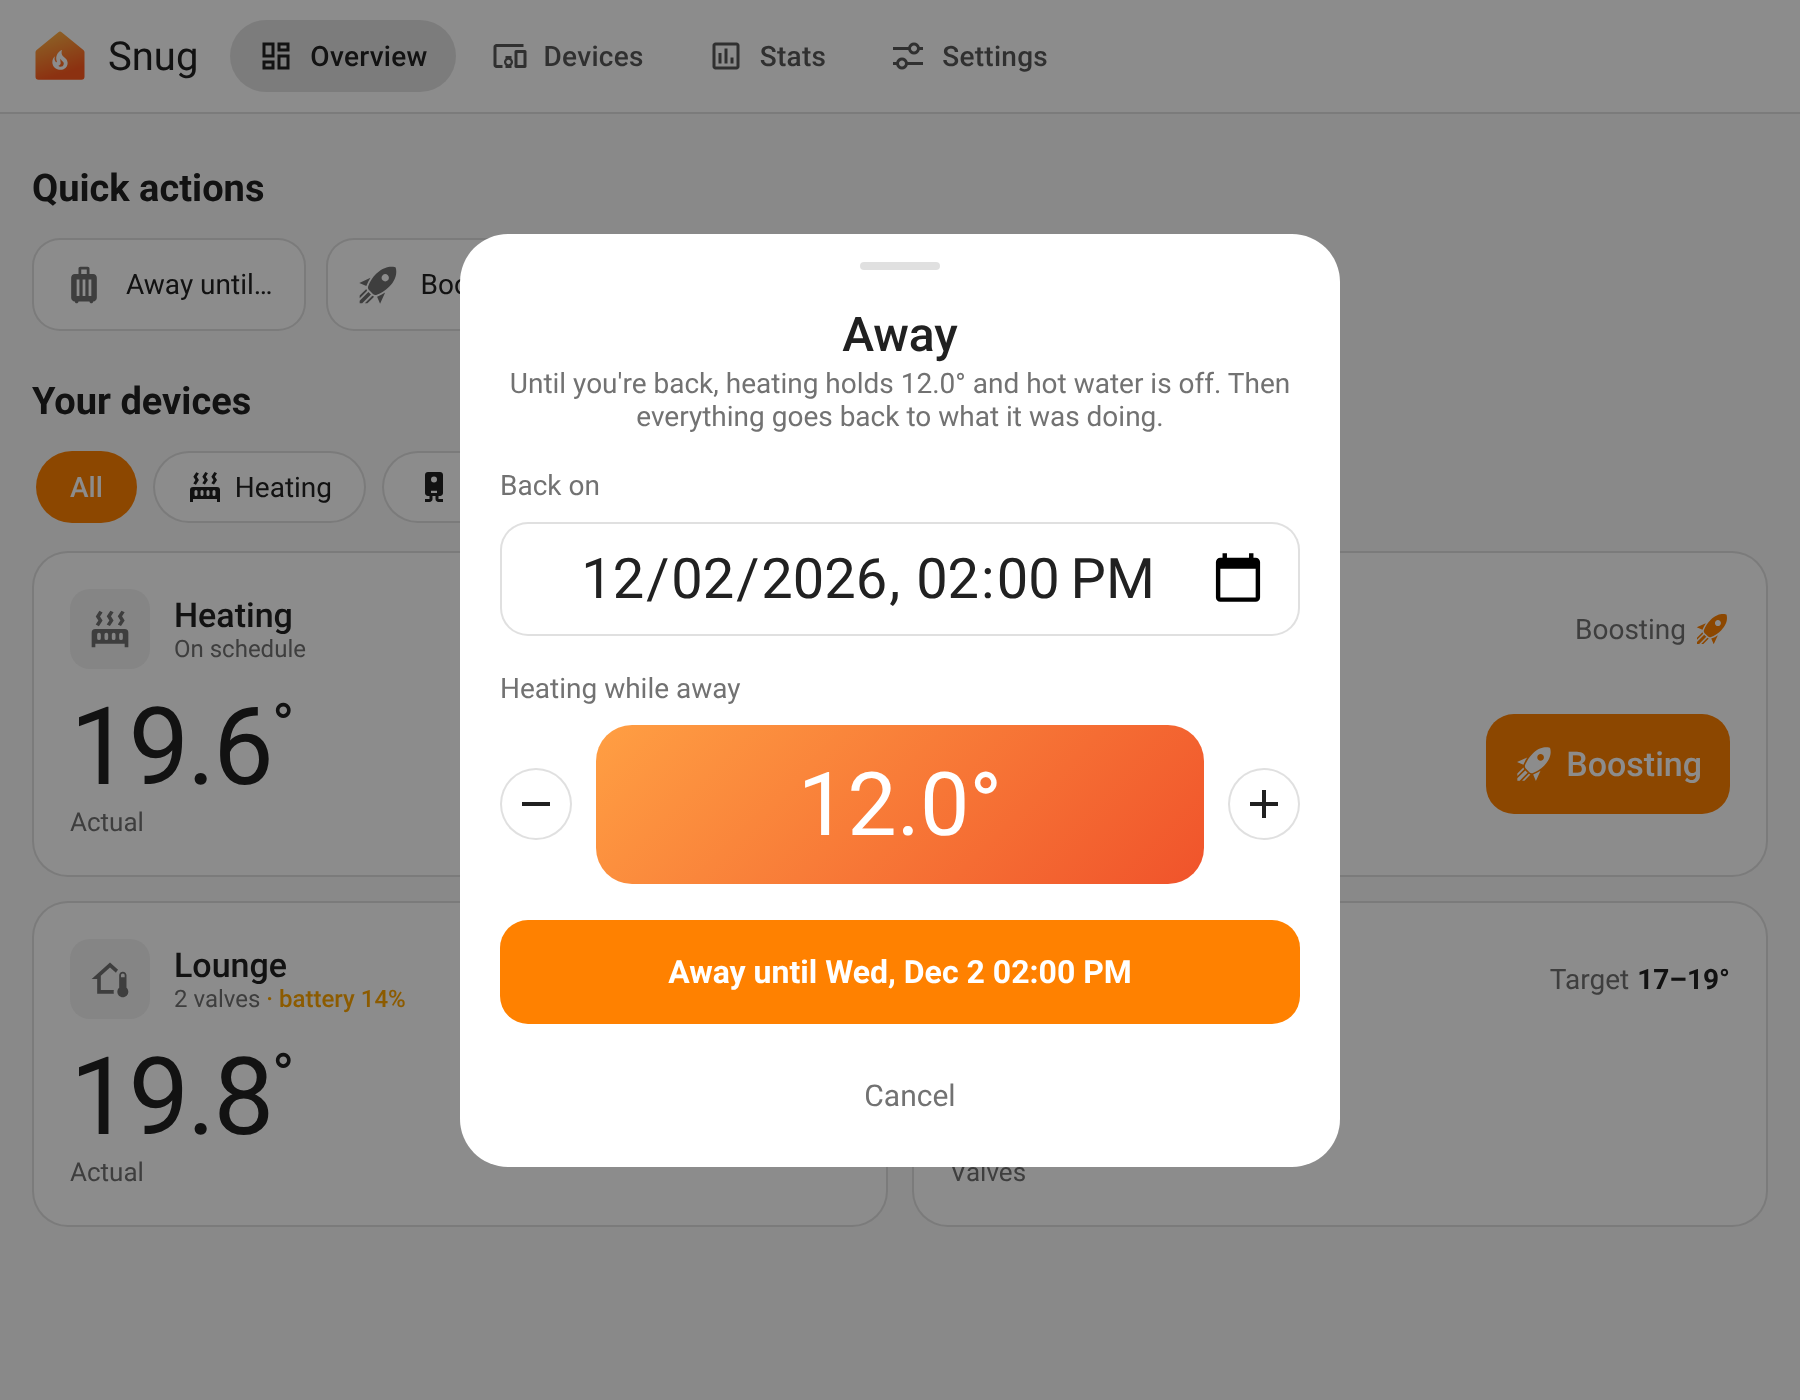 Snug
Overview
Devices
Stats
Settings
Quick actions
Away until...
Boo
Your devices
All
Heating
Heating
On schedule
19.6°
Actual
Boosting
Boosting
Lounge
2 valves · battery 14%
19.8°
Actual
Target 17–19°
Valves
Away
Until you're back, heating holds 12.0° and hot water is off. Then
everything goes back to what it was doing.
Back on
12/02/2026, 02:00 PM
Heating while away
12.0°
Away until Wed, Dec 2 02:00 PM
Cancel